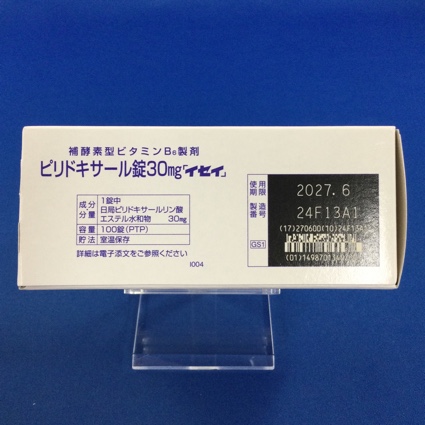 補酵素型ビタミンB₆製剤
ピリドキサール錠30mg「イセイ」
成分分量 1錠中 日局ピリドキサールリン酸エステル水和物 30mg
容量 100錠(PTP)
貯法 室温保存
詳細は電子添文をご参照ください
I004
使用期限 2027.6
製造番号 24F13A1
(17)270600(10)24F13A
GS1